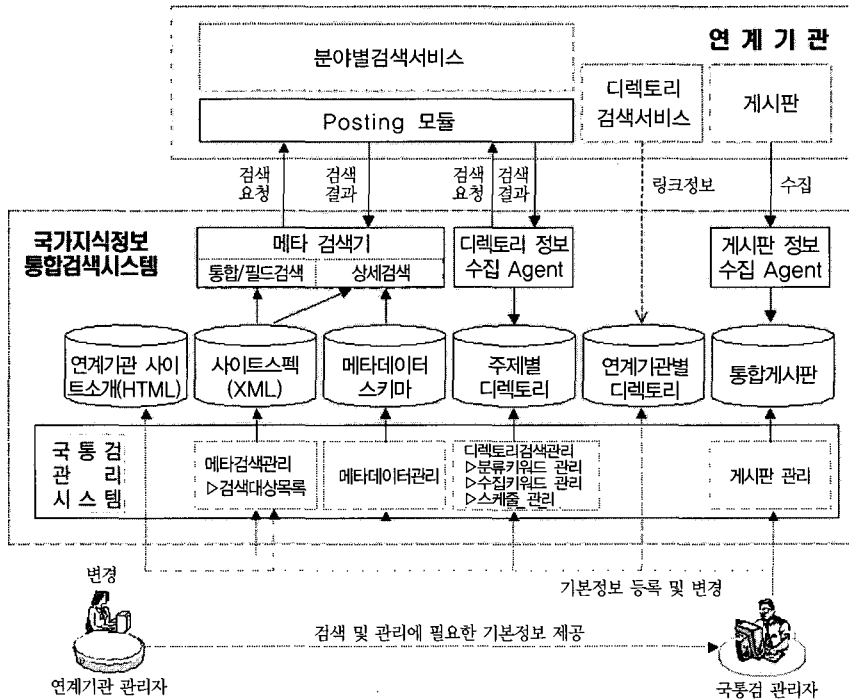 연 계 기 관
분야별검색서비스
Posting 모듈
디렉토리
검색서비스
게시판
검색
요청
검색
결과
검색
요청
검색
결과
링크정보
수집
국가지식정보
통합검색시스템
메타 검색기
통합/필드검색
상세검색
디렉토리 정보
수집 Agent
게시판 정보
수집 Agent
연계기관 사이
트소개(HTML)
사이트스펙
(XML)
메타데이터
스키마
주제별
디렉토리
연계기관별
디렉토리
통합게시판
국 통 검
관 리
시 스 템
메타검색관리
▷검색대상목록
메타데이터관리
디렉토리검색관리
▷분류키워드 관리
▷수집키워드 관리
▷스케줄 관리
게시판 관리
변경
기본정보 등록 및 변경
검색 및 관리에 필요한 기본정보 제공
연계기관 관리자
국통검 관리자